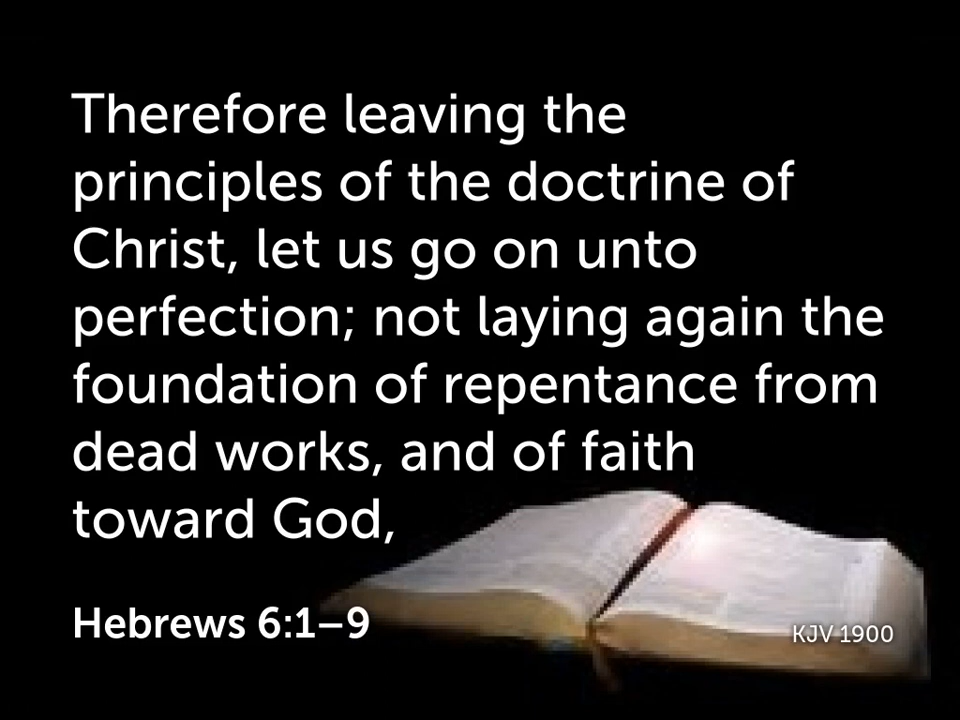 Therefore leaving the
principles of the doctrine of
Christ, let us go on unto
perfection; not laying again the
foundation of repentance from
dead works, and of faith
toward God,
Hebrews 6:1–9
KJV 1900